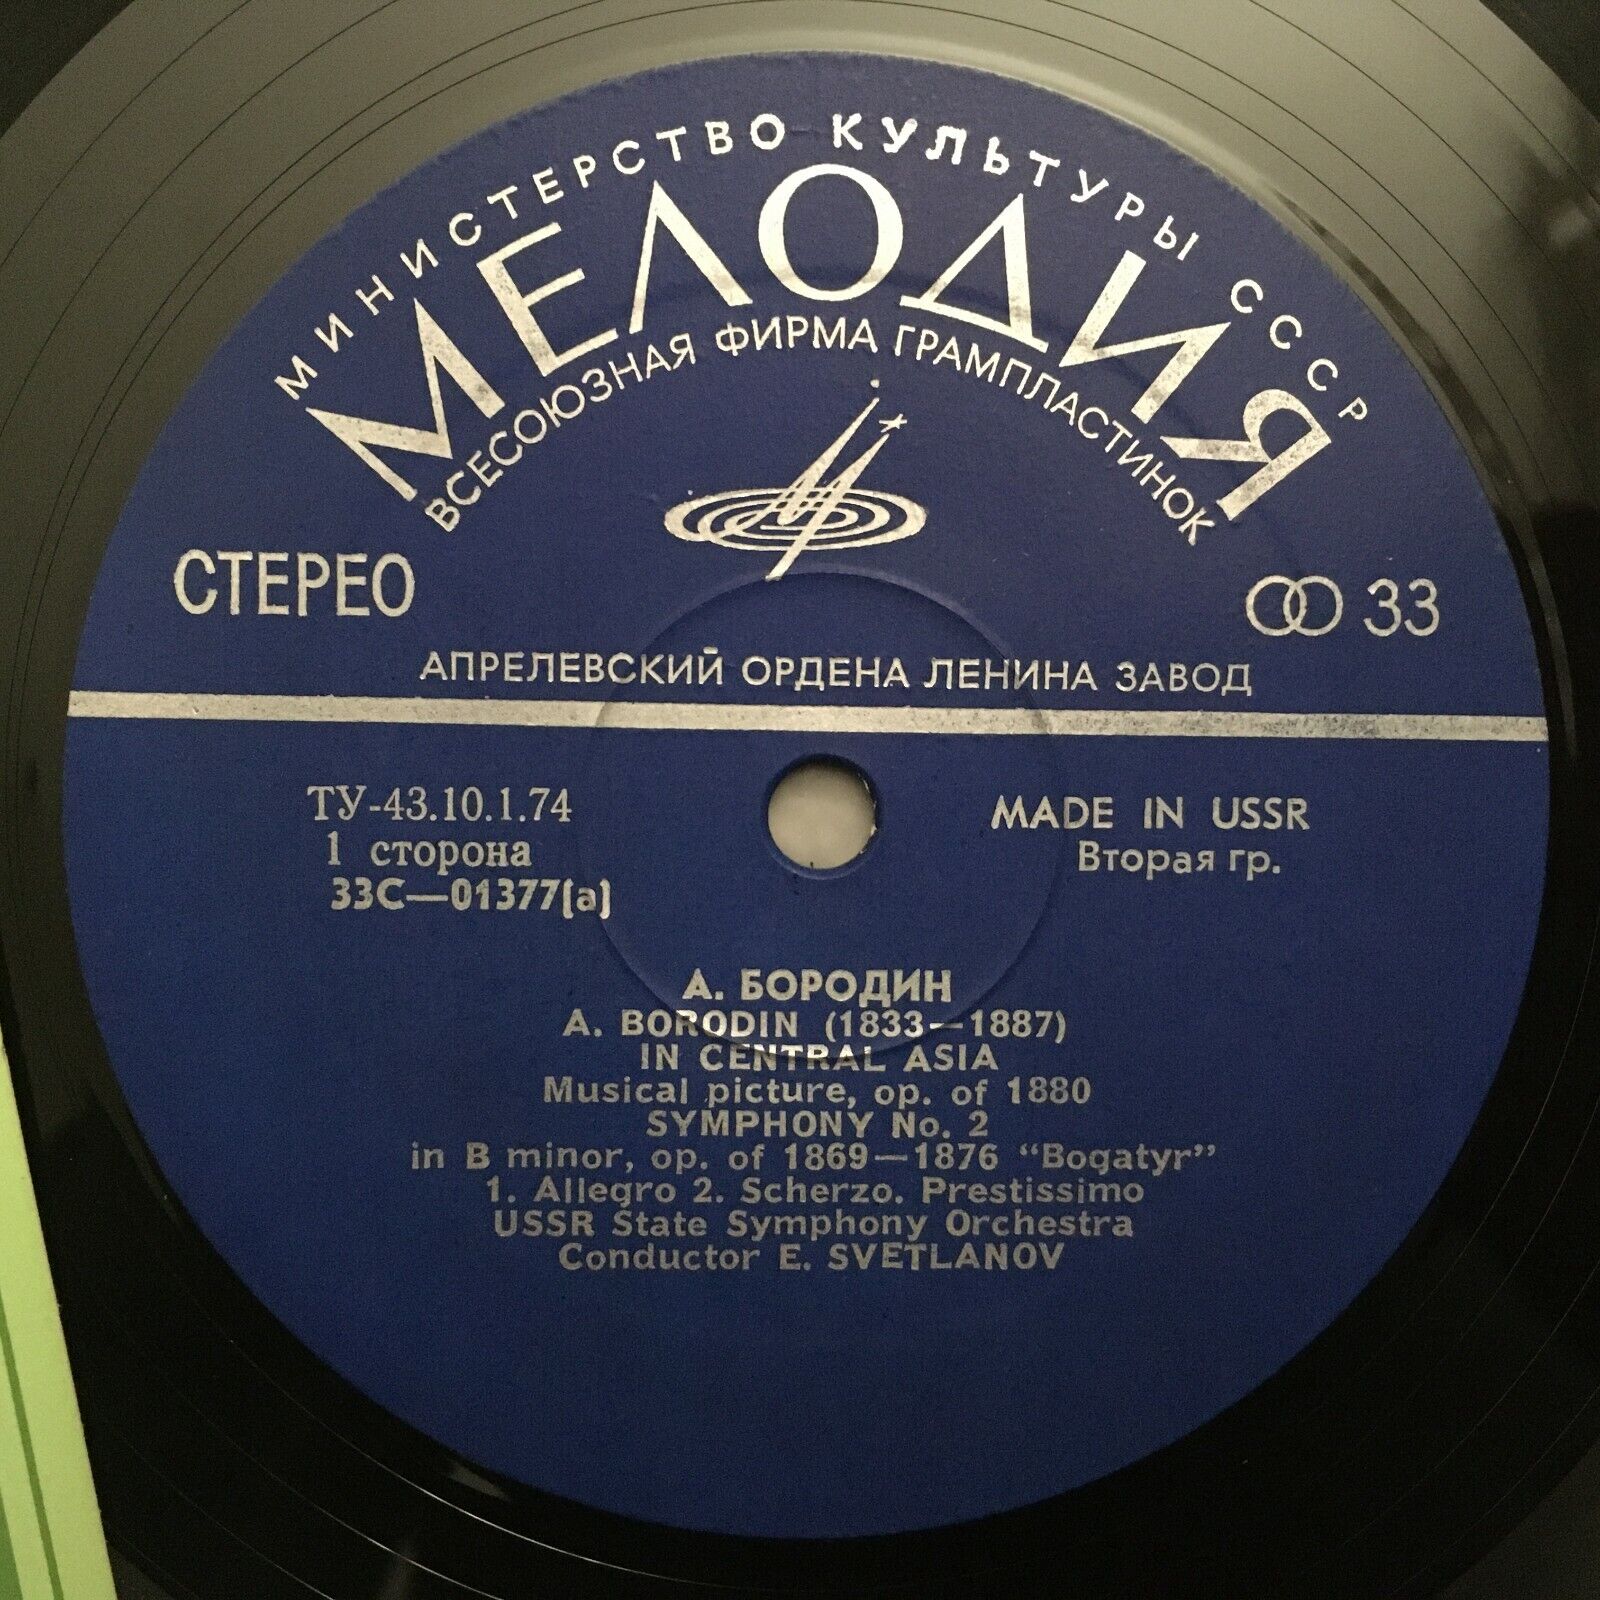 МИНИСТЕРСТВО КУЛЬТУРЫ СССР
МЕЛОДИЯ
ВСЕСОЮЗНАЯ ФИРМА ГРАМПЛАСТИНОК
СТЕРЕО
33
АПРЕЛЕВСКИЙ ОРДЕНА ЛЕНИНА ЗАВОД
ТУ-43.10.1.74
1 сторона
33С—01377(a)
MADE IN USSR
Вторая гр.
А. БОРОДИН
A. BORODIN (1833—1887)
IN CENTRAL ASIA
Musical picture, op. of 1880
SYMPHONY No. 2
in B minor, op. of 1869—1876 “Bogatyr”
1. Allegro 2. Scherzo. Prestissimo
USSR State Symphony Orchestra
Conductor E. SVETLANOV